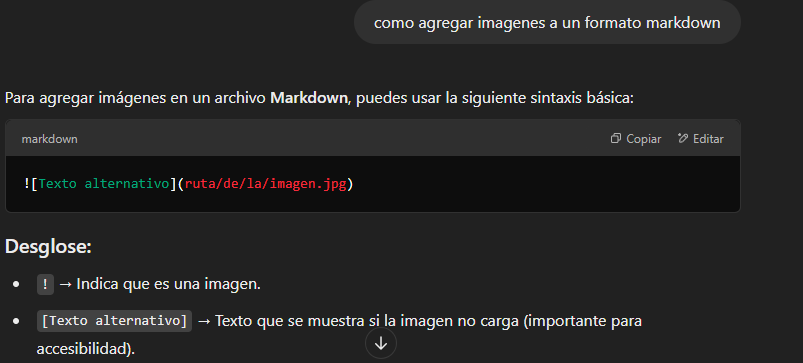 como agregar imagenes a un formato markdown
Para agregar imágenes en un archivo Markdown, puedes usar la siguiente sintaxis básica:
markdown Copiar Editar
![Texto alternativo](ruta/de/la/imagen.jpg)
Desglose:
• ! → Indica que es una imagen.
• [Texto alternativo] → Texto que se muestra si la imagen no carga (importante para
accesibilidad).